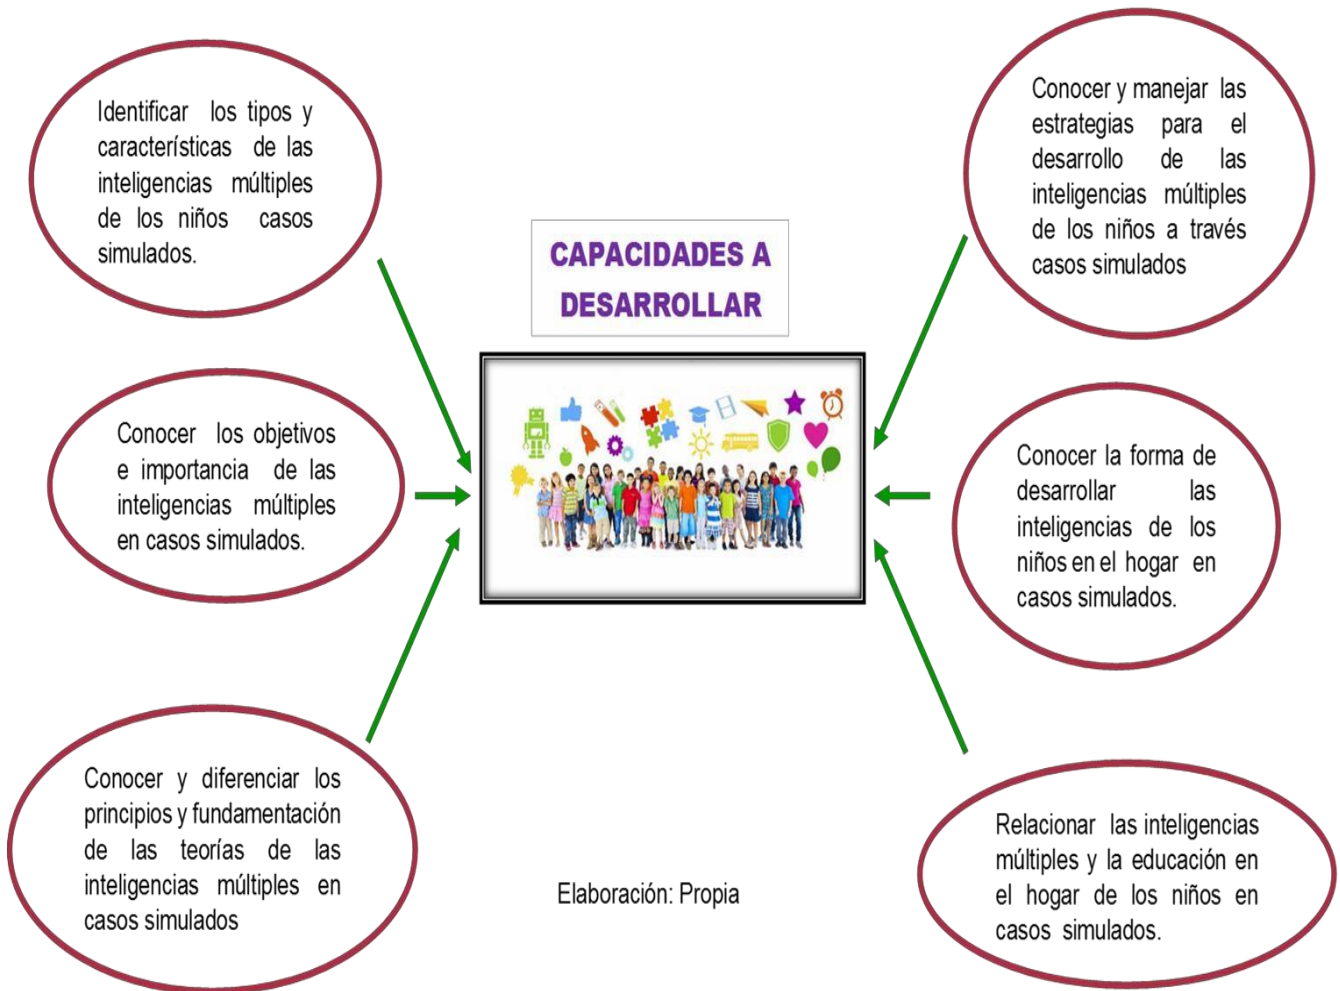 Identificar los tipos y
características de las
inteligencias múltiples
de los niños casos
simulados.
Conocer y manejar las
estrategias para el
desarrollo de las
inteligencias múltiples
de los niños a través
casos simulados
CAPACIDADES A
DESARROLLAR
Conocer los objetivos
e importancia de las
inteligencias múltiples
en casos simulados.
Conocer la forma de
desarrollar las
inteligencias de los
niños en el hogar en
casos simulados.
Conocer y diferenciar los
principios y fundamentación
de las teorías de las
inteligencias múltiples en
casos simulados
Relacionar las inteligencias
múltiples y la educación en
el hogar de los niños en
casos simulados.
Elaboración: Propia